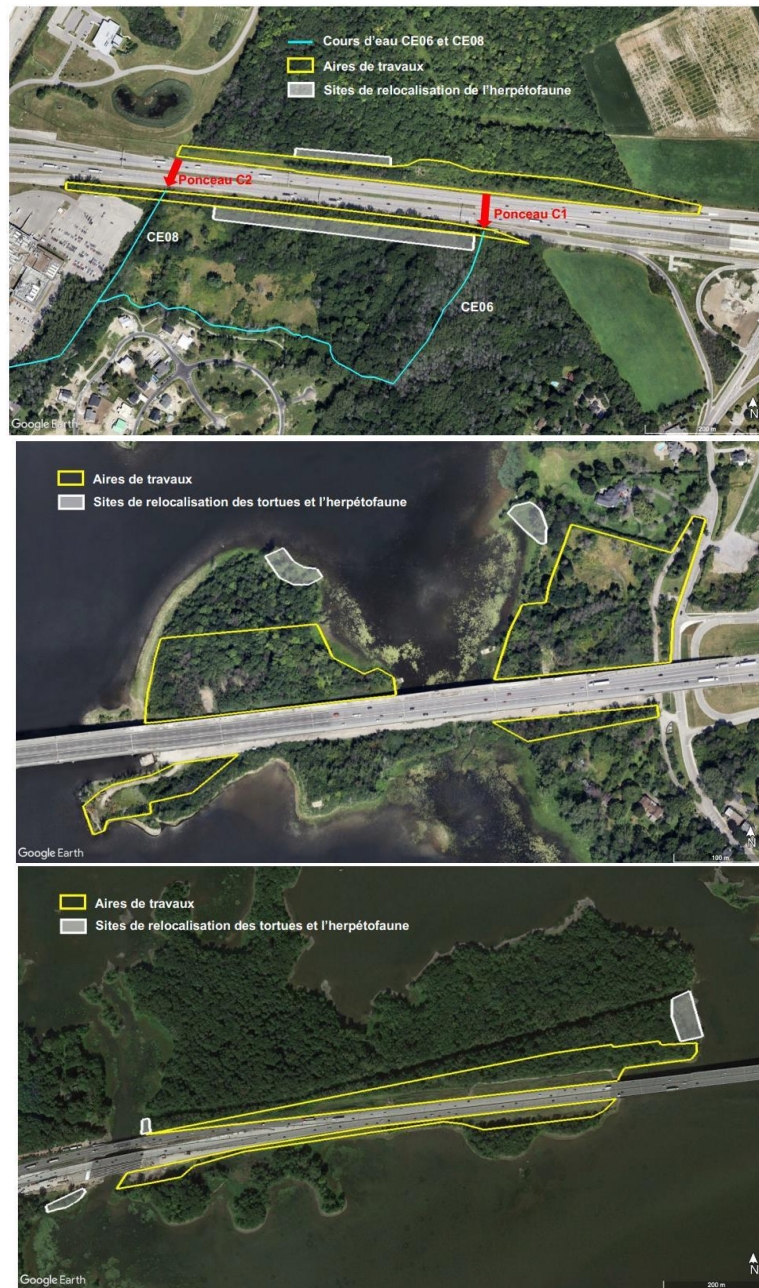 Cours d'eau CE06 et CE08
Aires de travaux
Sites de relocalisation de l'herpétofaune
Ponceau C2
Ponceau C1
CE08
CE06
Google Earth
200 m
N
Aires de travaux
Sites de relocalisation des tortues et l'herpétofaune
Google Earth
100 m
N
Aires de travaux
Sites de relocalisation des tortues et l'herpétofaune
Google Earth
200 m
N